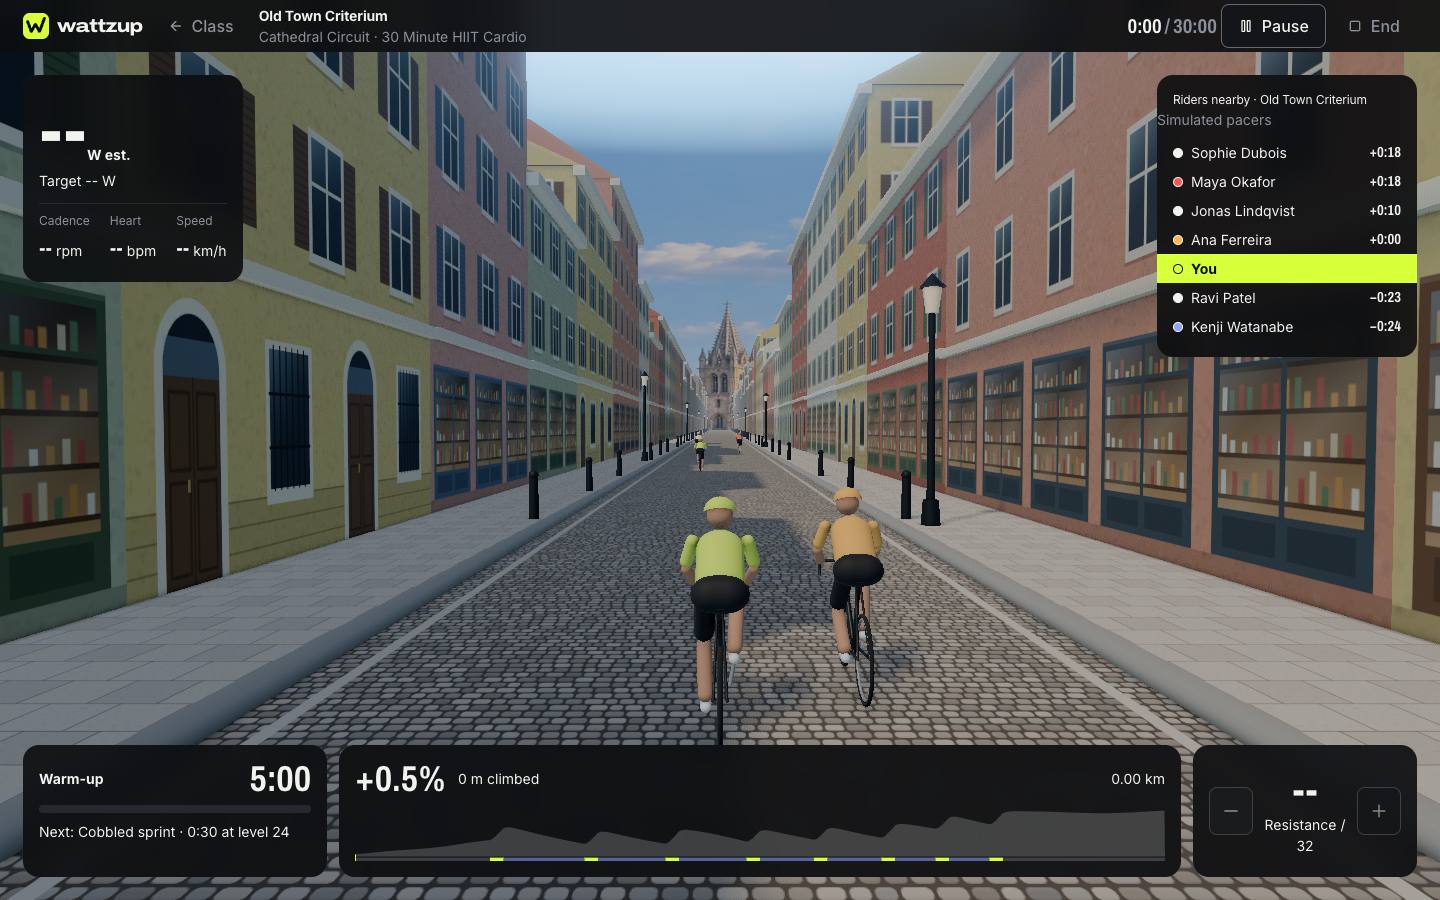 wattzup
Class
Old Town Criterium
Cathedral Circuit · 30 Minute HIIT Cardio
0:00 / 30:00
Pause
End
--
W est.
Target -- W
Cadence Heart Speed
-- rpm -- bpm -- km/h
Riders nearby · Old Town Criterium
Simulated pacers
Sophie Dubois +0:18
Maya Okafor +0:18
Jonas Lindqvist +0:10
Ana Ferreira +0:00
You
Ravi Patel −0:23
Kenji Watanabe −0:24
Warm-up 5:00
Next: Cobbled sprint · 0:30 at level 24
+0.5% 0 m climbed 0.00 km
--
Resistance /
32